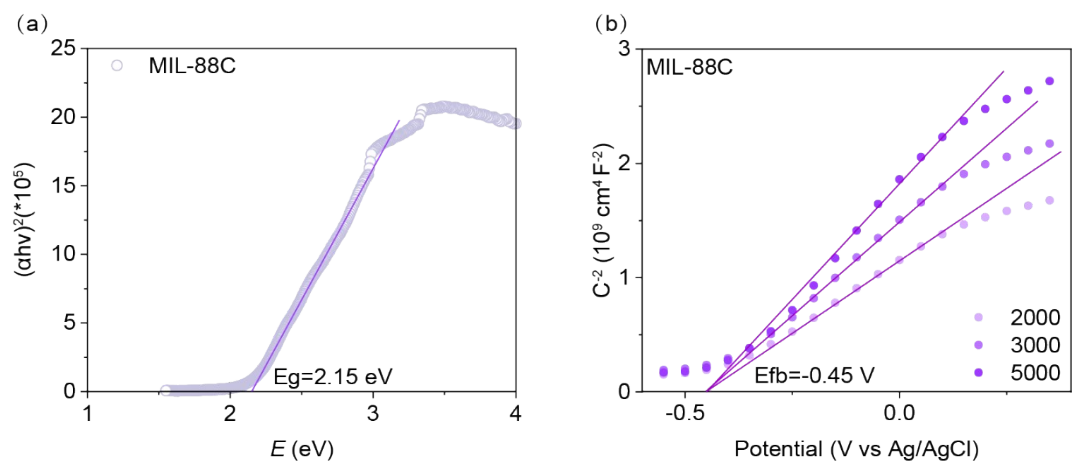 (a)
MIL-88C
(αhv)²(*10⁵)
25
20
15
10
5
0
Eg=2.15 eV
1
2
3
4
E (eV)
(b)
MIL-88C
C⁻² (10⁹ cm⁴ F⁻²)
3
2
1
0
2000
3000
5000
Efb=-0.45 V
-0.5
0.0
Potential (V vs Ag/AgCl)